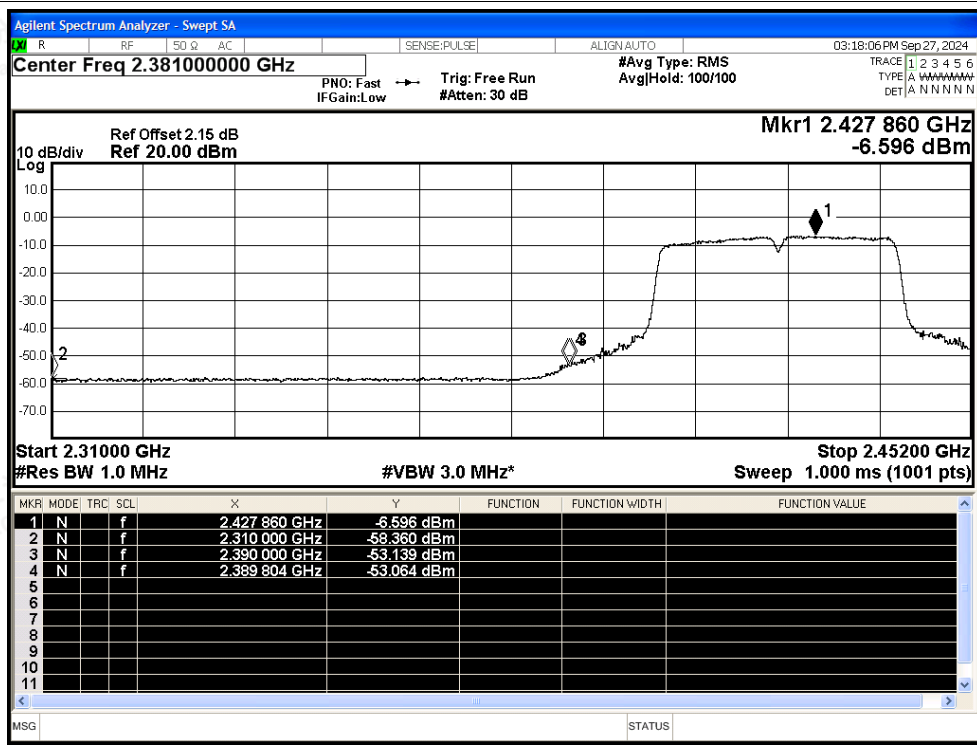 Agilent Spectrum Analyzer - Swept SA
LXI R RF 50 Ω AC SENSE:PULSE ALIGN AUTO 03:18:06 PM Sep 27, 2024
Center Freq 2.381000000 GHz
PNO: Fast
IFGain:Low
Trig: Free Run
#Atten: 30 dB
#Avg Type: RMS
Avg|Hold: 100/100
TRACE 1 2 3 4 5 6
TYPE A WWWWW
DET A N N N N N
Mkr1 2.427 860 GHz
-6.596 dBm
Ref Offset 2.15 dB
10 dB/div Ref 20.00 dBm
Log
10.0
0.00
-10.0
-20.0
-30.0
-40.0
-50.0
-60.0
-70.0
1
2
Start 2.31000 GHz Stop 2.45200 GHz
#Res BW 1.0 MHz #VBW 3.0 MHz* Sweep 1.000 ms (1001 pts)
MKR MODE TRC SCL X Y FUNCTION FUNCTION WIDTH FUNCTION VALUE
1 N f 2.427 860 GHz -6.596 dBm
2 N f 2.310 000 GHz -58.360 dBm
3 N f 2.390 000 GHz -53.139 dBm
4 N f 2.389 804 GHz -53.064 dBm
5
6
7
8
9
10
11
MSG STATUS